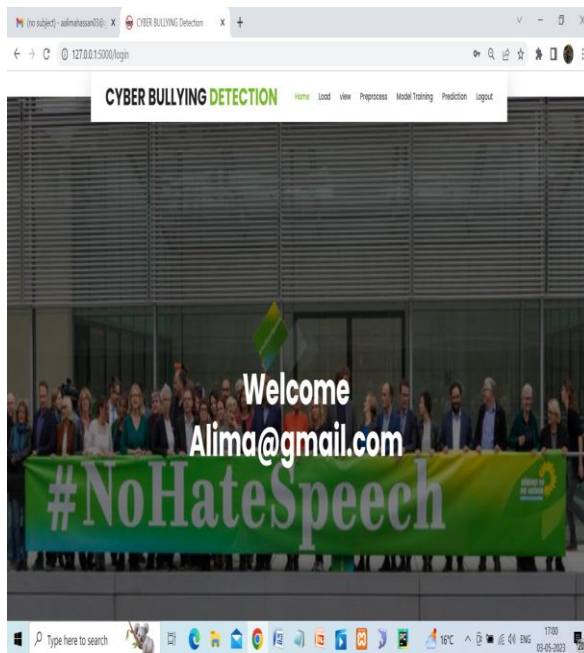 (no subject) - aalimahassan03@g
CYBER BULLYING Detection
127.0.0.1:5000/login
CYBER BULLYING DETECTION
Home Load view Preprocess Model Training Prediction Logout
Welcome
Alima@gmail.com
#NoHateSpeech
Type here to search
16°C
ENG
17:00
03-05-2023